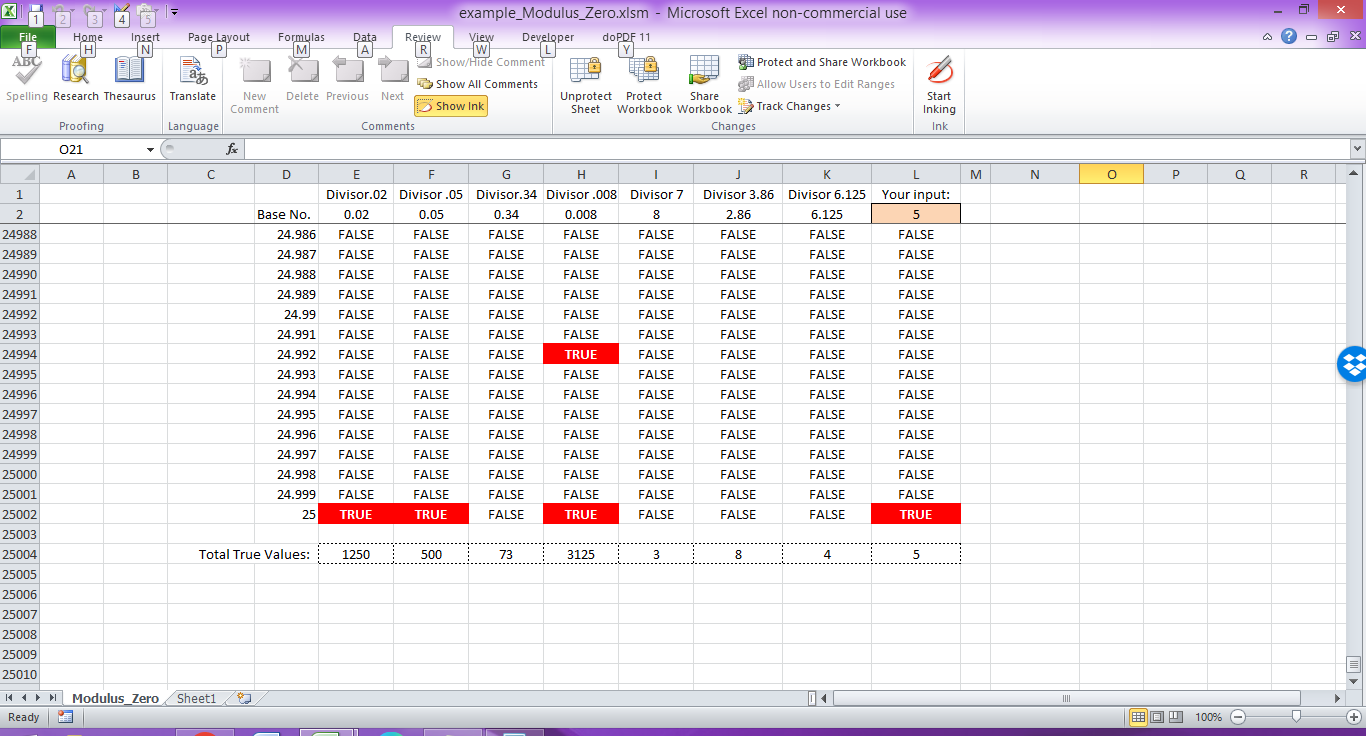 example_Modulus_Zero.xlsm - Microsoft Excel non-commercial use
1 2 3 4 5
File Home Insert Page Layout Formulas Data Review View Developer doPDF 11
F H N P M A R W L Y
ABC
Spelling Research Thesaurus
Proofing
Translate
Language
New Comment Delete Previous Next
Show/Hide Comment
Show All Comments
Show Ink
Comments
Unprotect Sheet Protect Workbook Share Workbook
Protect and Share Workbook
Allow Users to Edit Ranges
Track Changes
Changes
Start Inking
Ink
O21 fx
A B C D E F G H I J K L M N O P Q R
1 Divisor.02 Divisor .05 Divisor.34 Divisor .008 Divisor 7 Divisor 3.86 Divisor 6.125 Your input:
2 Base No. 0.02 0.05 0.34 0.008 8 2.86 6.125 5
24988 24.986 FALSE FALSE FALSE FALSE FALSE FALSE FALSE FALSE
24989 24.987 FALSE FALSE FALSE FALSE FALSE FALSE FALSE FALSE
24990 24.988 FALSE FALSE FALSE FALSE FALSE FALSE FALSE FALSE
24991 24.989 FALSE FALSE FALSE FALSE FALSE FALSE FALSE FALSE
24992 24.99 FALSE FALSE FALSE FALSE FALSE FALSE FALSE FALSE
24993 24.991 FALSE FALSE FALSE FALSE FALSE FALSE FALSE FALSE
24994 24.992 FALSE FALSE FALSE TRUE FALSE FALSE FALSE FALSE
24995 24.993 FALSE FALSE FALSE FALSE FALSE FALSE FALSE FALSE
24996 24.994 FALSE FALSE FALSE FALSE FALSE FALSE FALSE FALSE
24997 24.995 FALSE FALSE FALSE FALSE FALSE FALSE FALSE FALSE
24998 24.996 FALSE FALSE FALSE FALSE FALSE FALSE FALSE FALSE
24999 24.997 FALSE FALSE FALSE FALSE FALSE FALSE FALSE FALSE
25000 24.998 FALSE FALSE FALSE FALSE FALSE FALSE FALSE FALSE
25001 24.999 FALSE FALSE FALSE FALSE FALSE FALSE FALSE FALSE
25002 25 TRUE TRUE FALSE TRUE FALSE FALSE FALSE TRUE
25003
25004 Total True Values: 1250 500 73 3125 3 8 4 5
25005
25006
25007
25008
25009
25010
Modulus_Zero Sheet1
Ready 100%